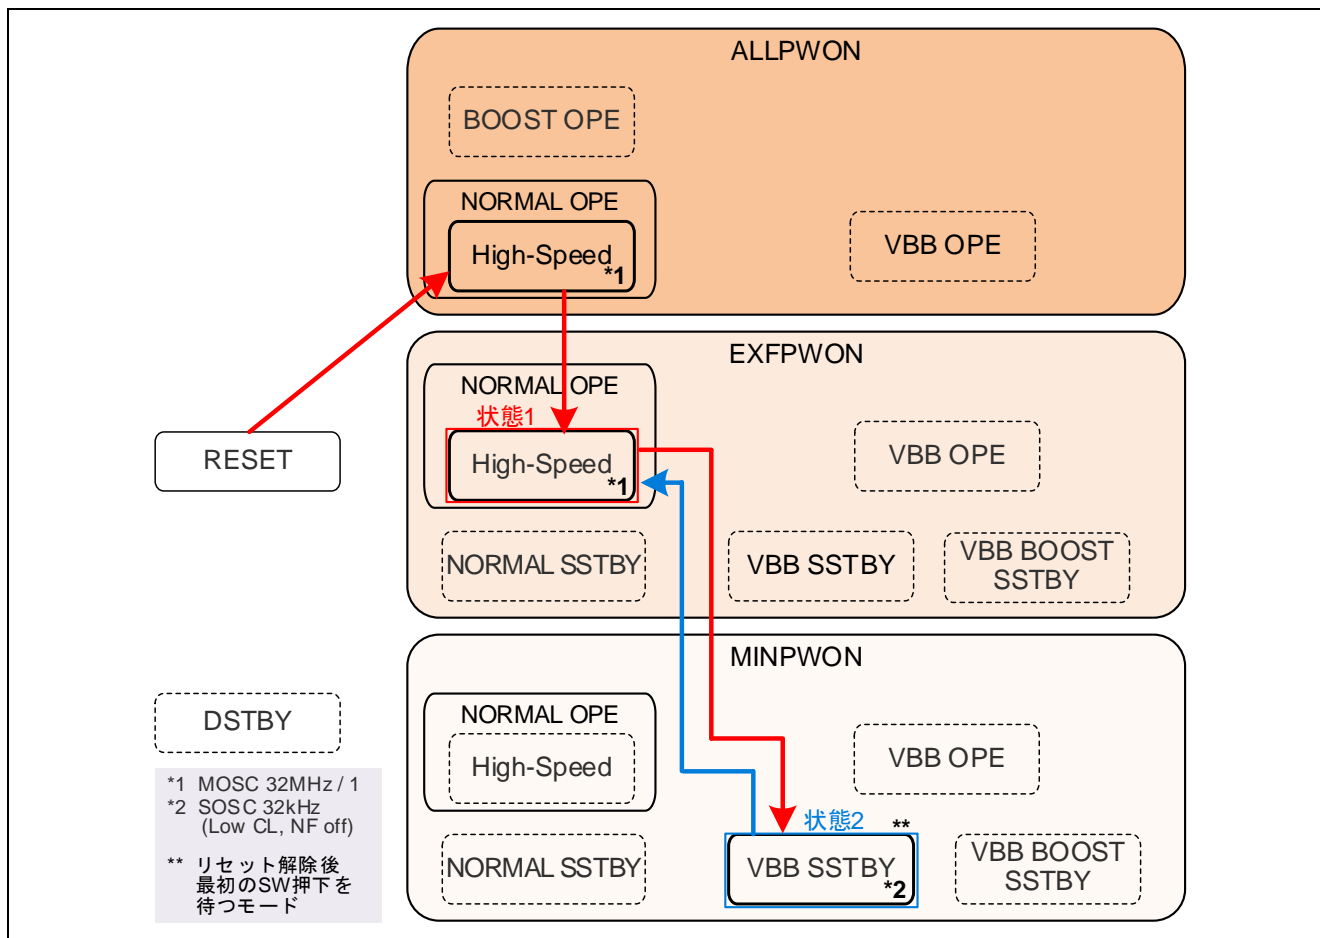 ALLPWON
BOOST OPE
NORMAL OPE
High-Speed
*1
VBB OPE
EXFPWON
NORMAL OPE
状態1
High-Speed
*1
VBB OPE
RESET
NORMAL SSTBY
VBB SSTBY
VBB BOOST
SSTBY
MINPWON
NORMAL OPE
High-Speed
VBB OPE
DSTBY
状態2
**
NORMAL SSTBY
VBB SSTBY
*2
VBB BOOST
SSTBY
*1 MOSC 32MHz / 1
*2 SOSC 32kHz
(Low CL, NF off)
** リセット解除後
最初のSW押下を
待つモード